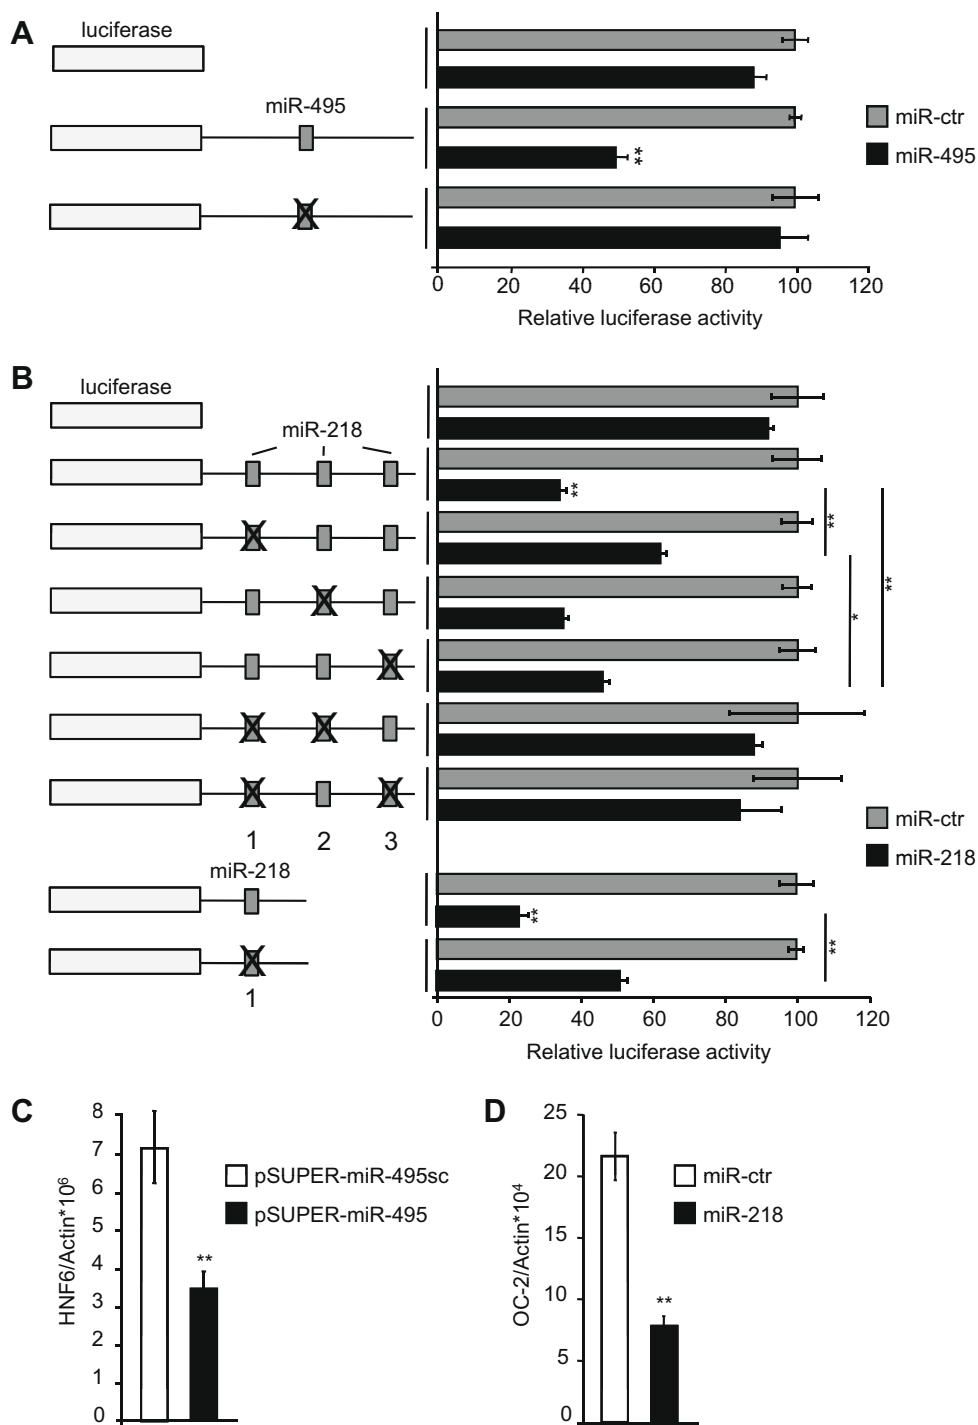 A
luciferase
miR-495
miR-ctr
miR-495
**
0 20 40 60 80 100 120
Relative luciferase activity
B
luciferase
miR-218
**
**
**
*
miR-ctr
miR-218
1 2 3
miR-218
**
**
1
0 20 40 60 80 100 120
Relative luciferase activity
C
HNF6/Actin*10⁶
8
7
6
5
4
3
2
1
0
**
pSUPER-miR-495sc
pSUPER-miR-495
D
OC-2/Actin*10⁴
25
20
15
10
5
0
**
miR-ctr
miR-218